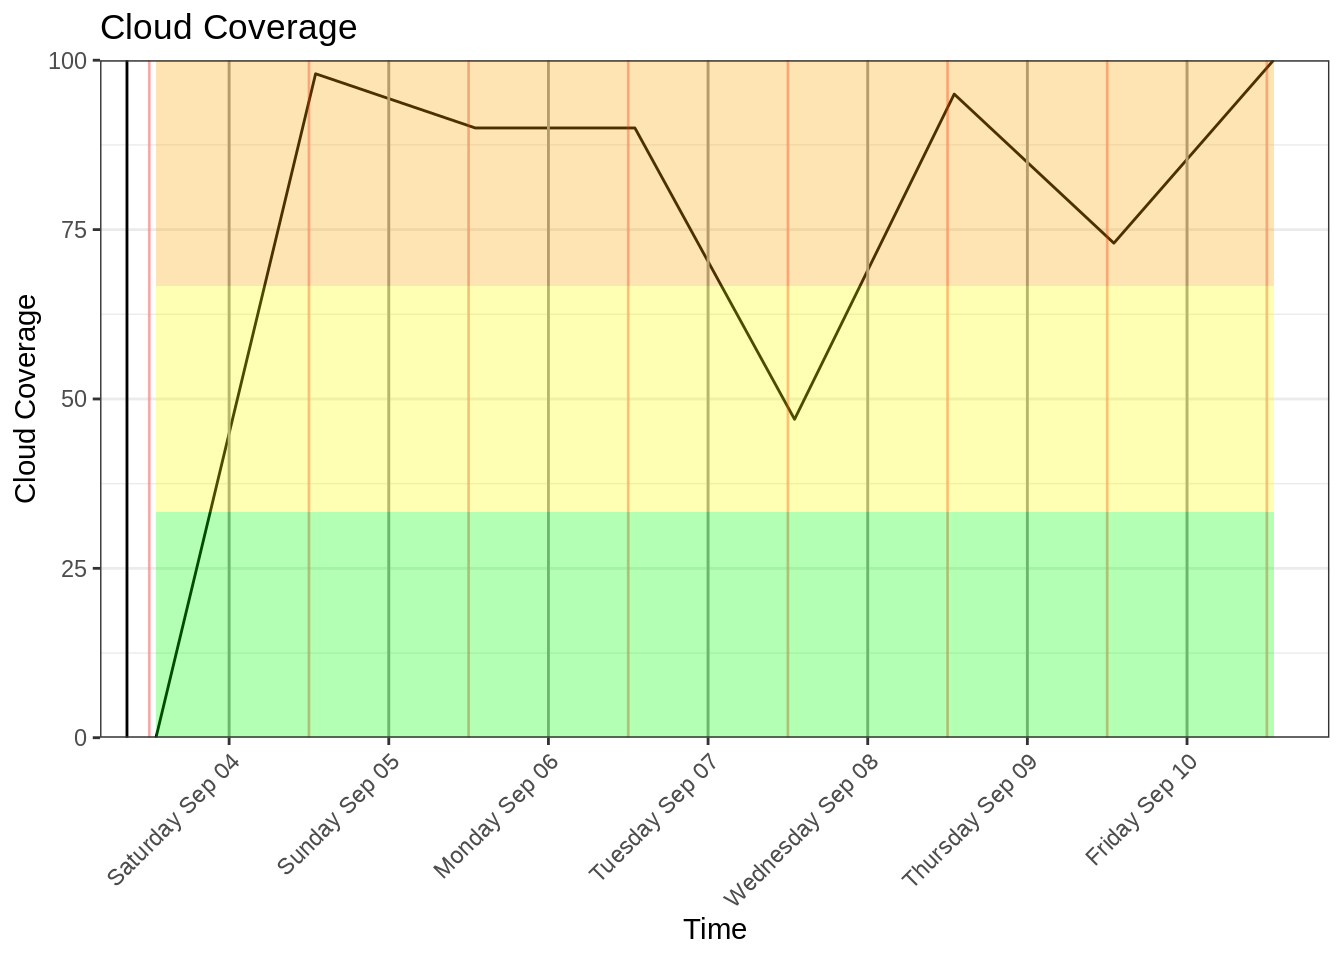 Cloud Coverage
100
75
50
25
0
Cloud Coverage
Saturday Sep 04
Sunday Sep 05
Monday Sep 06
Tuesday Sep 07
Wednesday Sep 08
Thursday Sep 09
Friday Sep 10
Time